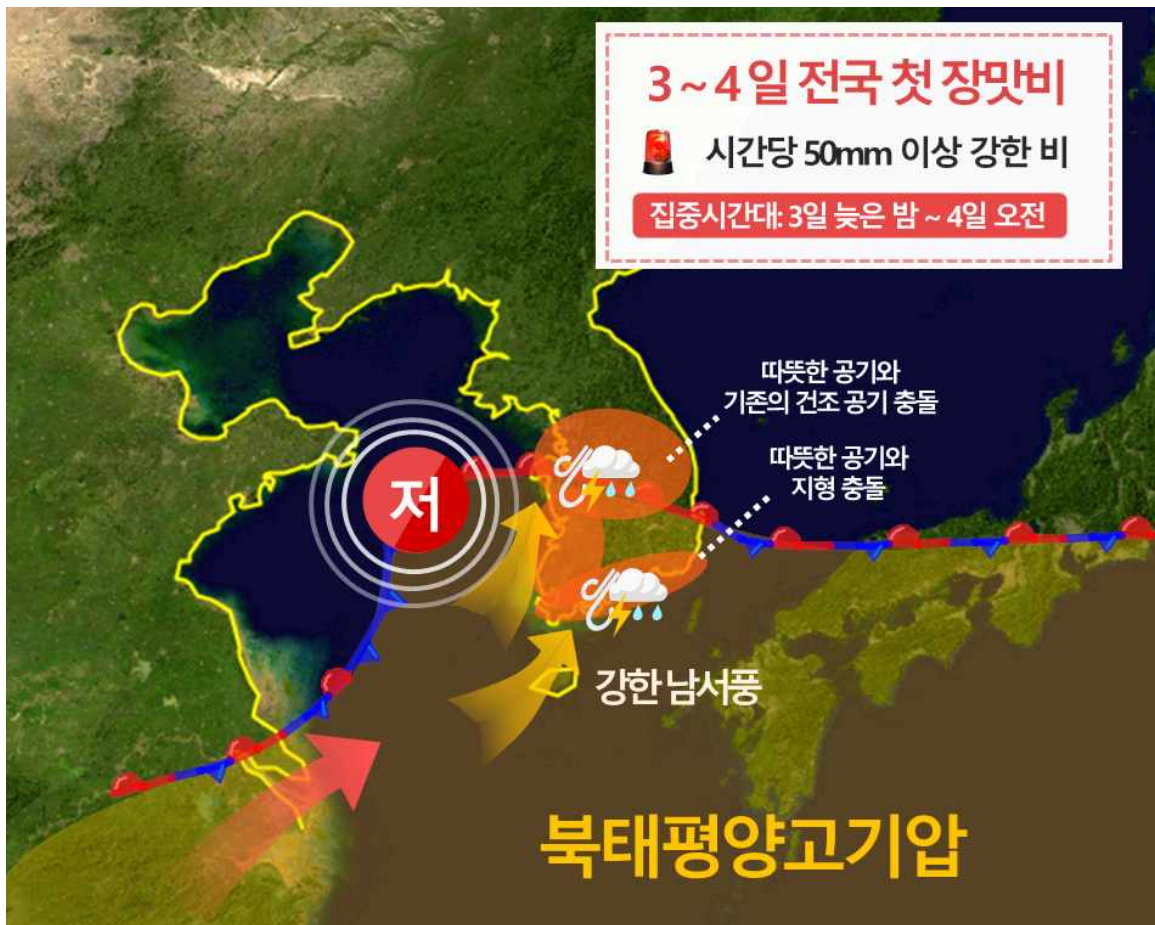 3 ~ 4일 전국 첫 장맛비
시간당 50mm 이상 강한 비
집중시간대: 3일 늦은 밤 ~ 4일 오전
따뜻한 공기와
기존의 건조 공기 충돌
따뜻한 공기와
지형 충돌
저
강한 남서풍
북태평양고기압